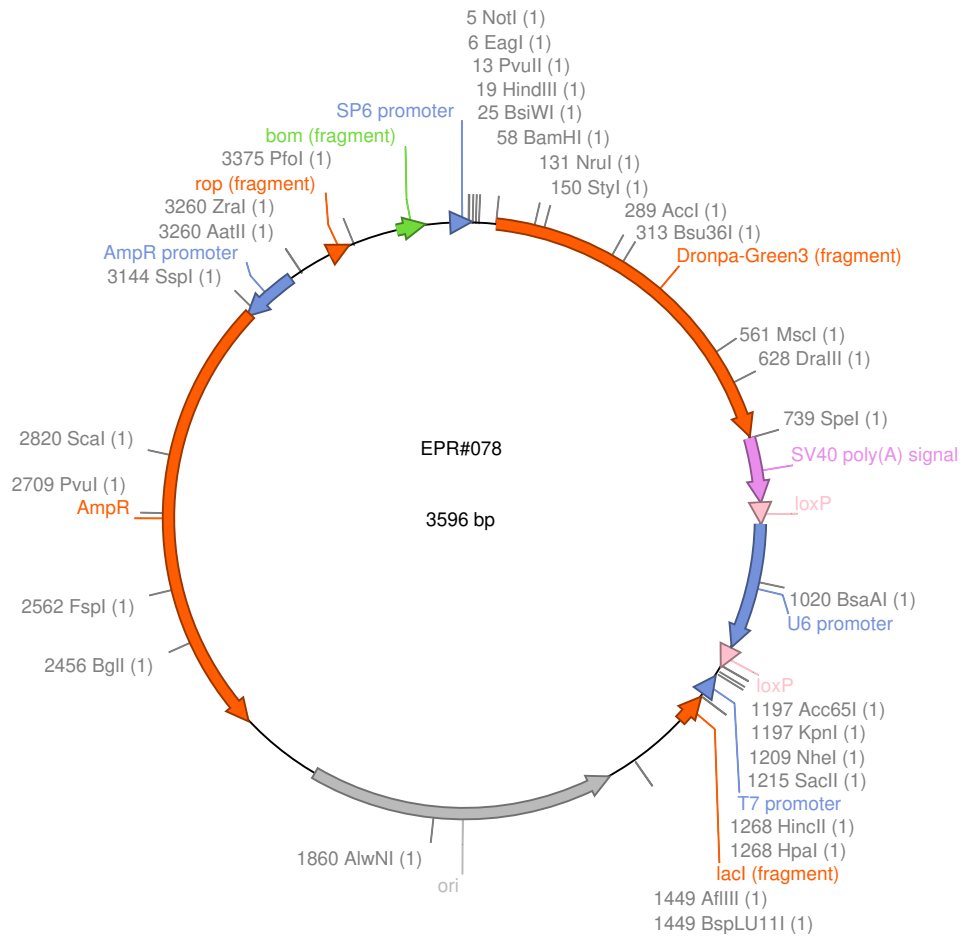 5 NotI (1)
6 EagI (1)
13 PvuII (1)
19 HindIII (1)
25 BsiWI (1)
58 BamHI (1)
131 NruI (1)
150 StyI (1)
289 AccI (1)
313 Bsu36I (1)
Dronpa-Green3 (fragment)
561 MscI (1)
628 DraIII (1)
739 SpeI (1)
SV40 poly(A) signal
loxP
1020 BsaAI (1)
U6 promoter
loxP
1197 Acc65I (1)
1197 KpnI (1)
1209 NheI (1)
1215 SacII (1)
T7 promoter
1268 HincII (1)
1268 HpaI (1)
lacI (fragment)
1449 AflIII (1)
1449 BspLU11I (1)
ori
1860 AlwNI (1)
2456 BglI (1)
2562 FspI (1)
AmpR
2709 PvuI (1)
2820 ScaI (1)
3144 SspI (1)
AmpR promoter
3260 AatII (1)
3260 ZraI (1)
rop (fragment)
3375 PfoI (1)
bom (fragment)
SP6 promoter
EPR#078
3596 bp